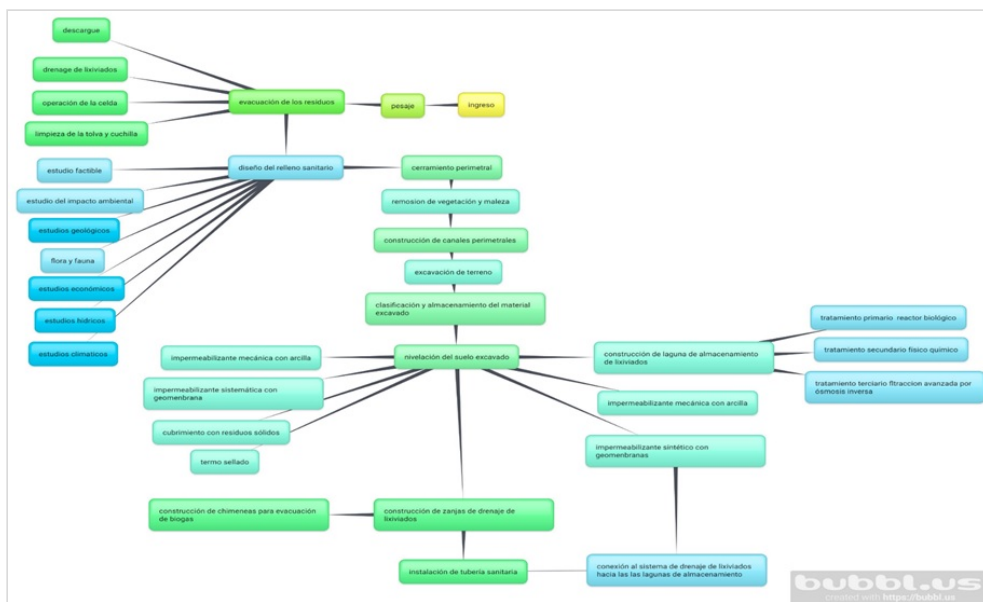 descargue
drenage de lixiviados
operación de la celda
limpieza de la tolva y cuchilla
evacuación de los residuos
pesaje
ingreso
estudio factible
estudio del impacto ambiental
estudios geológicos
flora y fauna
estudios económicos
estudios hídricos
estudios climaticos
diseño del relleno sanitario
cerramiento perimetral
remosion de vegetación y maleza
construcción de canales perimetrales
excavación de terreno
clasificación y almacenamiento del material
excavado
nivelación del suelo excavado
impermeabilizante mecánica con arcilla
impermeabilizante sistemática con
geomenbrana
cubrimiento con residuos sólidos
termo sellado
construcción de laguna de almacenamiento
de lixiviados
tratamiento primario reactor biológico
tratamiento secundario físico químico
tratamiento terciario fltraccion avanzada por
ósmosis inversa
impermeabilizante mecánica con arcilla
impermeabilizante sintético con
geomenbranas
construcción de chimeneas para evacuación
de biogas
construcción de zanjas de drenaje de
lixiviados
instalación de tubería sanitaria
conexión al sistema de drenaje de lixiviados
hacia las las lagunas de almacenamiento
bubbl.us
created with https://bubbl.us